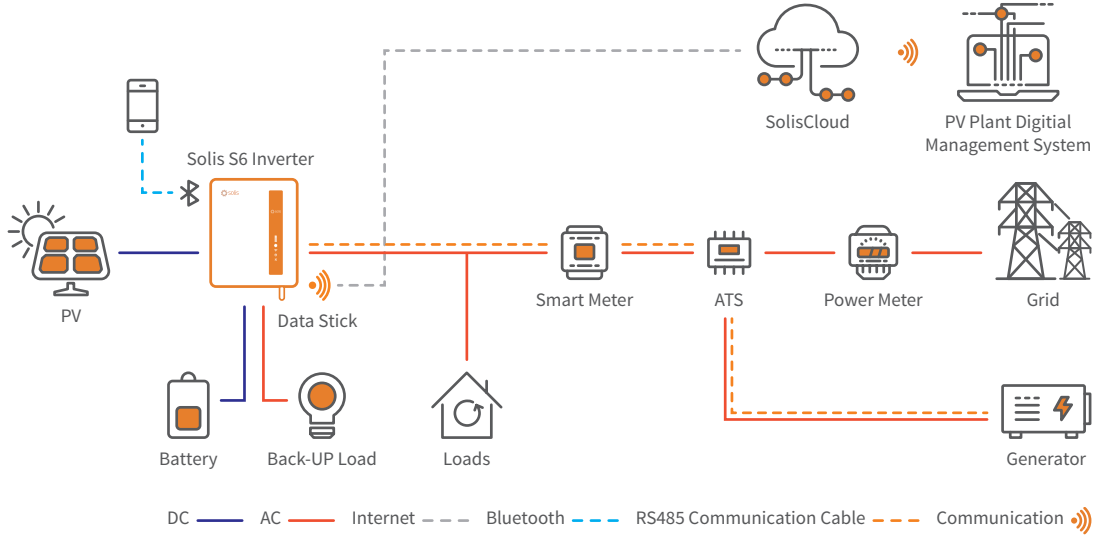 SolisCloud
PV Plant Digitial
Management System
Solis S6 Inverter
PV
Data Stick
Smart Meter
ATS
Power Meter
Grid
Battery
Back-UP Load
Loads
Generator
DC
AC
Internet
Bluetooth
RS485 Communication Cable
Communication